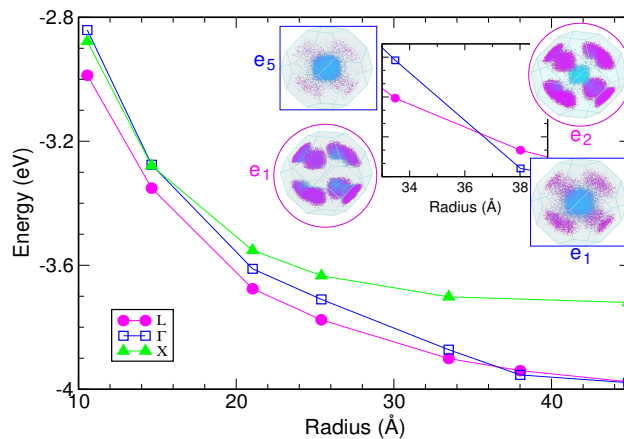 -2.8
-3.2
-3.6
-4
Energy (eV)
10
20
30
40
Radius (Å)
L
Γ
X
e5
e1
34
36
38
Radius (Å)
e2
e1